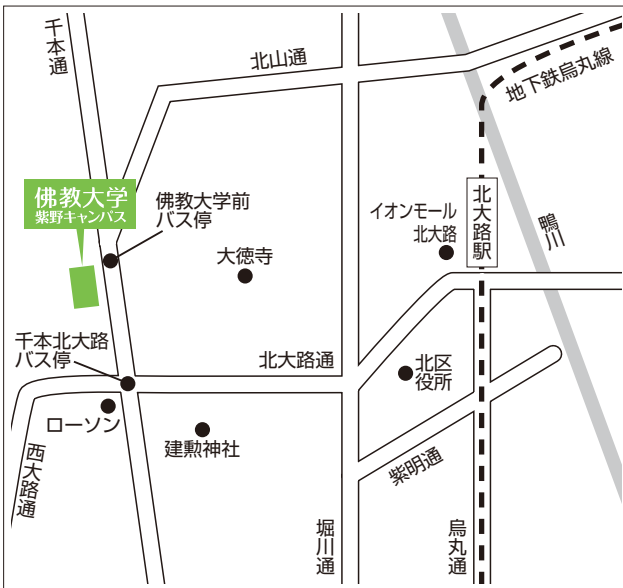 千本通
北山通
地下鉄烏丸線
佛教大学
紫野キャンパス
佛教大学前
バス停
イオンモール
北大路
北大路駅
鴨川
大徳寺
千本北大路
バス停
北大路通
北区
役所
ローソン
建勲神社
西大路通
紫明通
堀川通
烏丸通